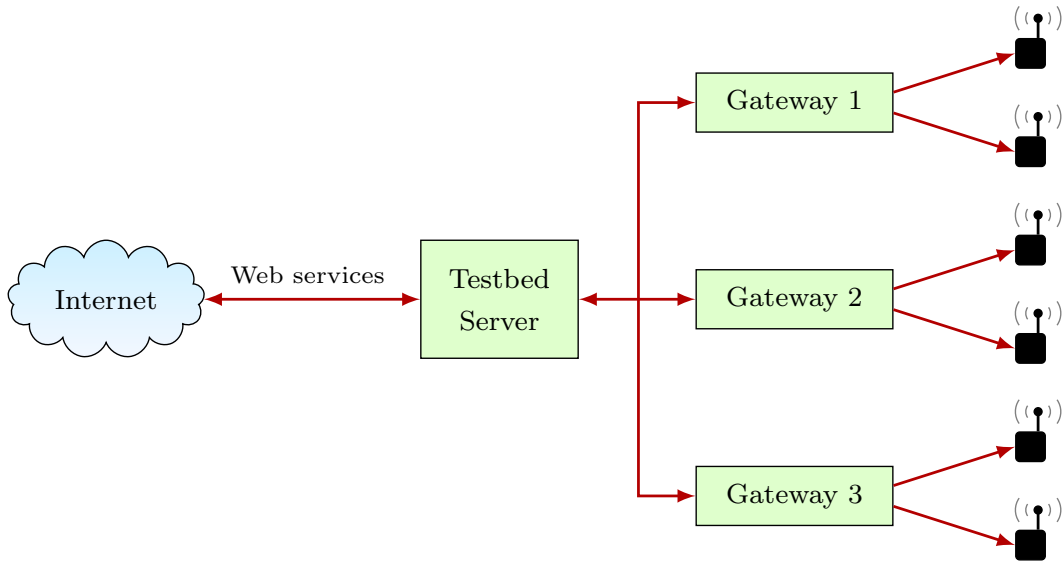 Internet
Web services
Testbed
Server
Gateway 1
Gateway 2
Gateway 3